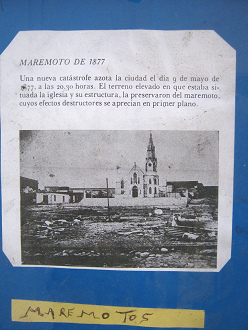 MAREMOTO DE 1877
Una nueva catástrofe azota la ciudad el día 9 de mayo de
1877, a las 20,30 horas. El terreno elevado en que estaba si-
tuada la iglesia y su estructura, la preservaron del maremoto,
cuyos efectos destructores se aprecian en primer plano.
MAREMOTOS